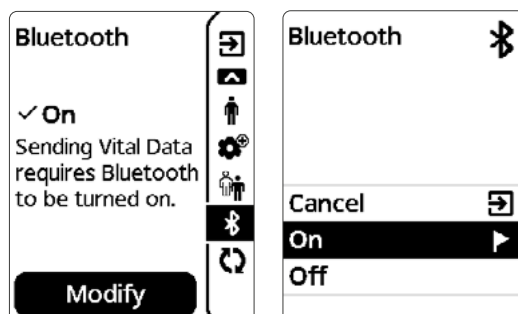 Bluetooth
✓ On
Sending Vital Data
requires Bluetooth
to be turned on.
Modify
Bluetooth
Cancel
On
Off